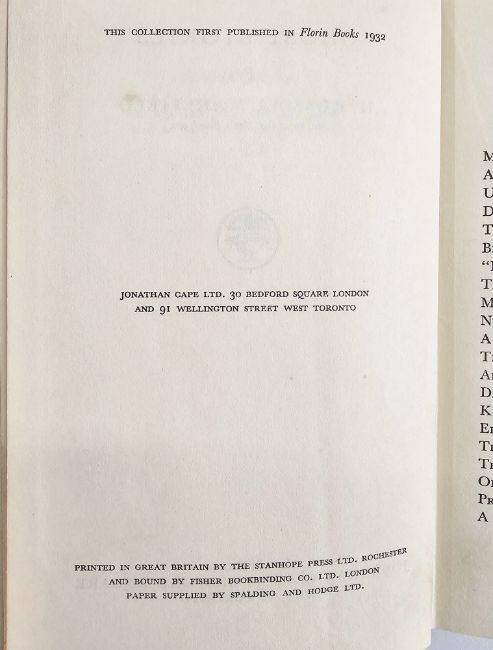 THIS COLLECTION FIRST PUBLISHED IN Florin Books 1932
JONATHAN CAPE LTD. 30 BEDFORD SQUARE LONDON
AND 91 WELLINGTON STREET WEST TORONTO
PRINTED IN GREAT BRITAIN BY THE STANHOPE PRESS LTD. ROCHESTER
AND BOUND BY FISHER BOOKBINDING CO. LTD. LONDON
PAPER SUPPLIED BY SPALDING AND HODGE LTD.